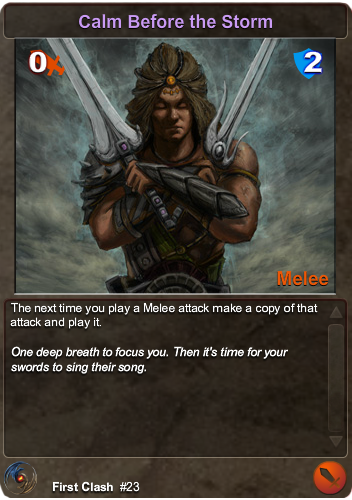 Calm Before the Storm
0 2
Melee
The next time you play a Melee attack make a copy of that
attack and play it.
One deep breath to focus you. Then it's time for your
swords to sing their song.
First Clash #23